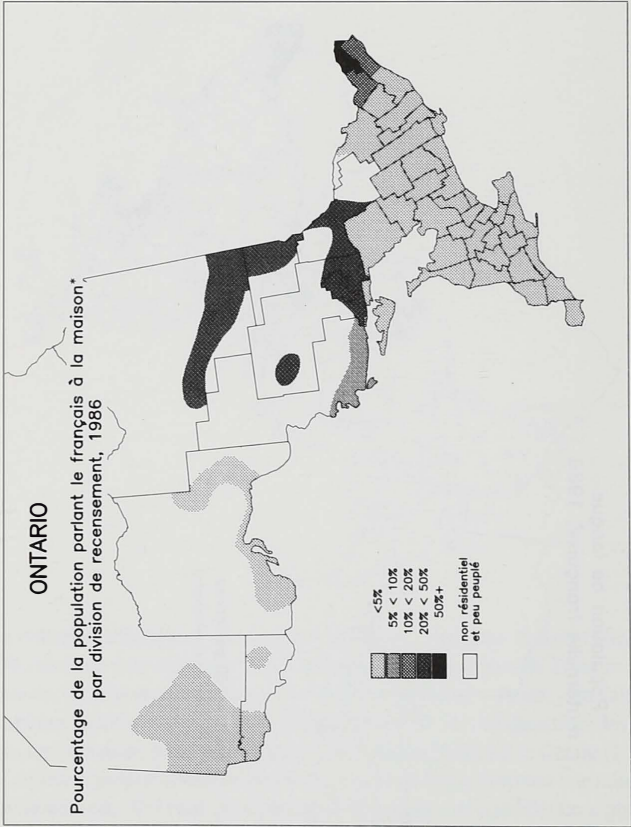 ONTARIO
Pourcentage de la population parlant le français à la maison*
par division de recensement, 1986
<5%
5% < 10%
10% < 20%
20% < 50%
50%+
non résidentiel
et peu peuplé